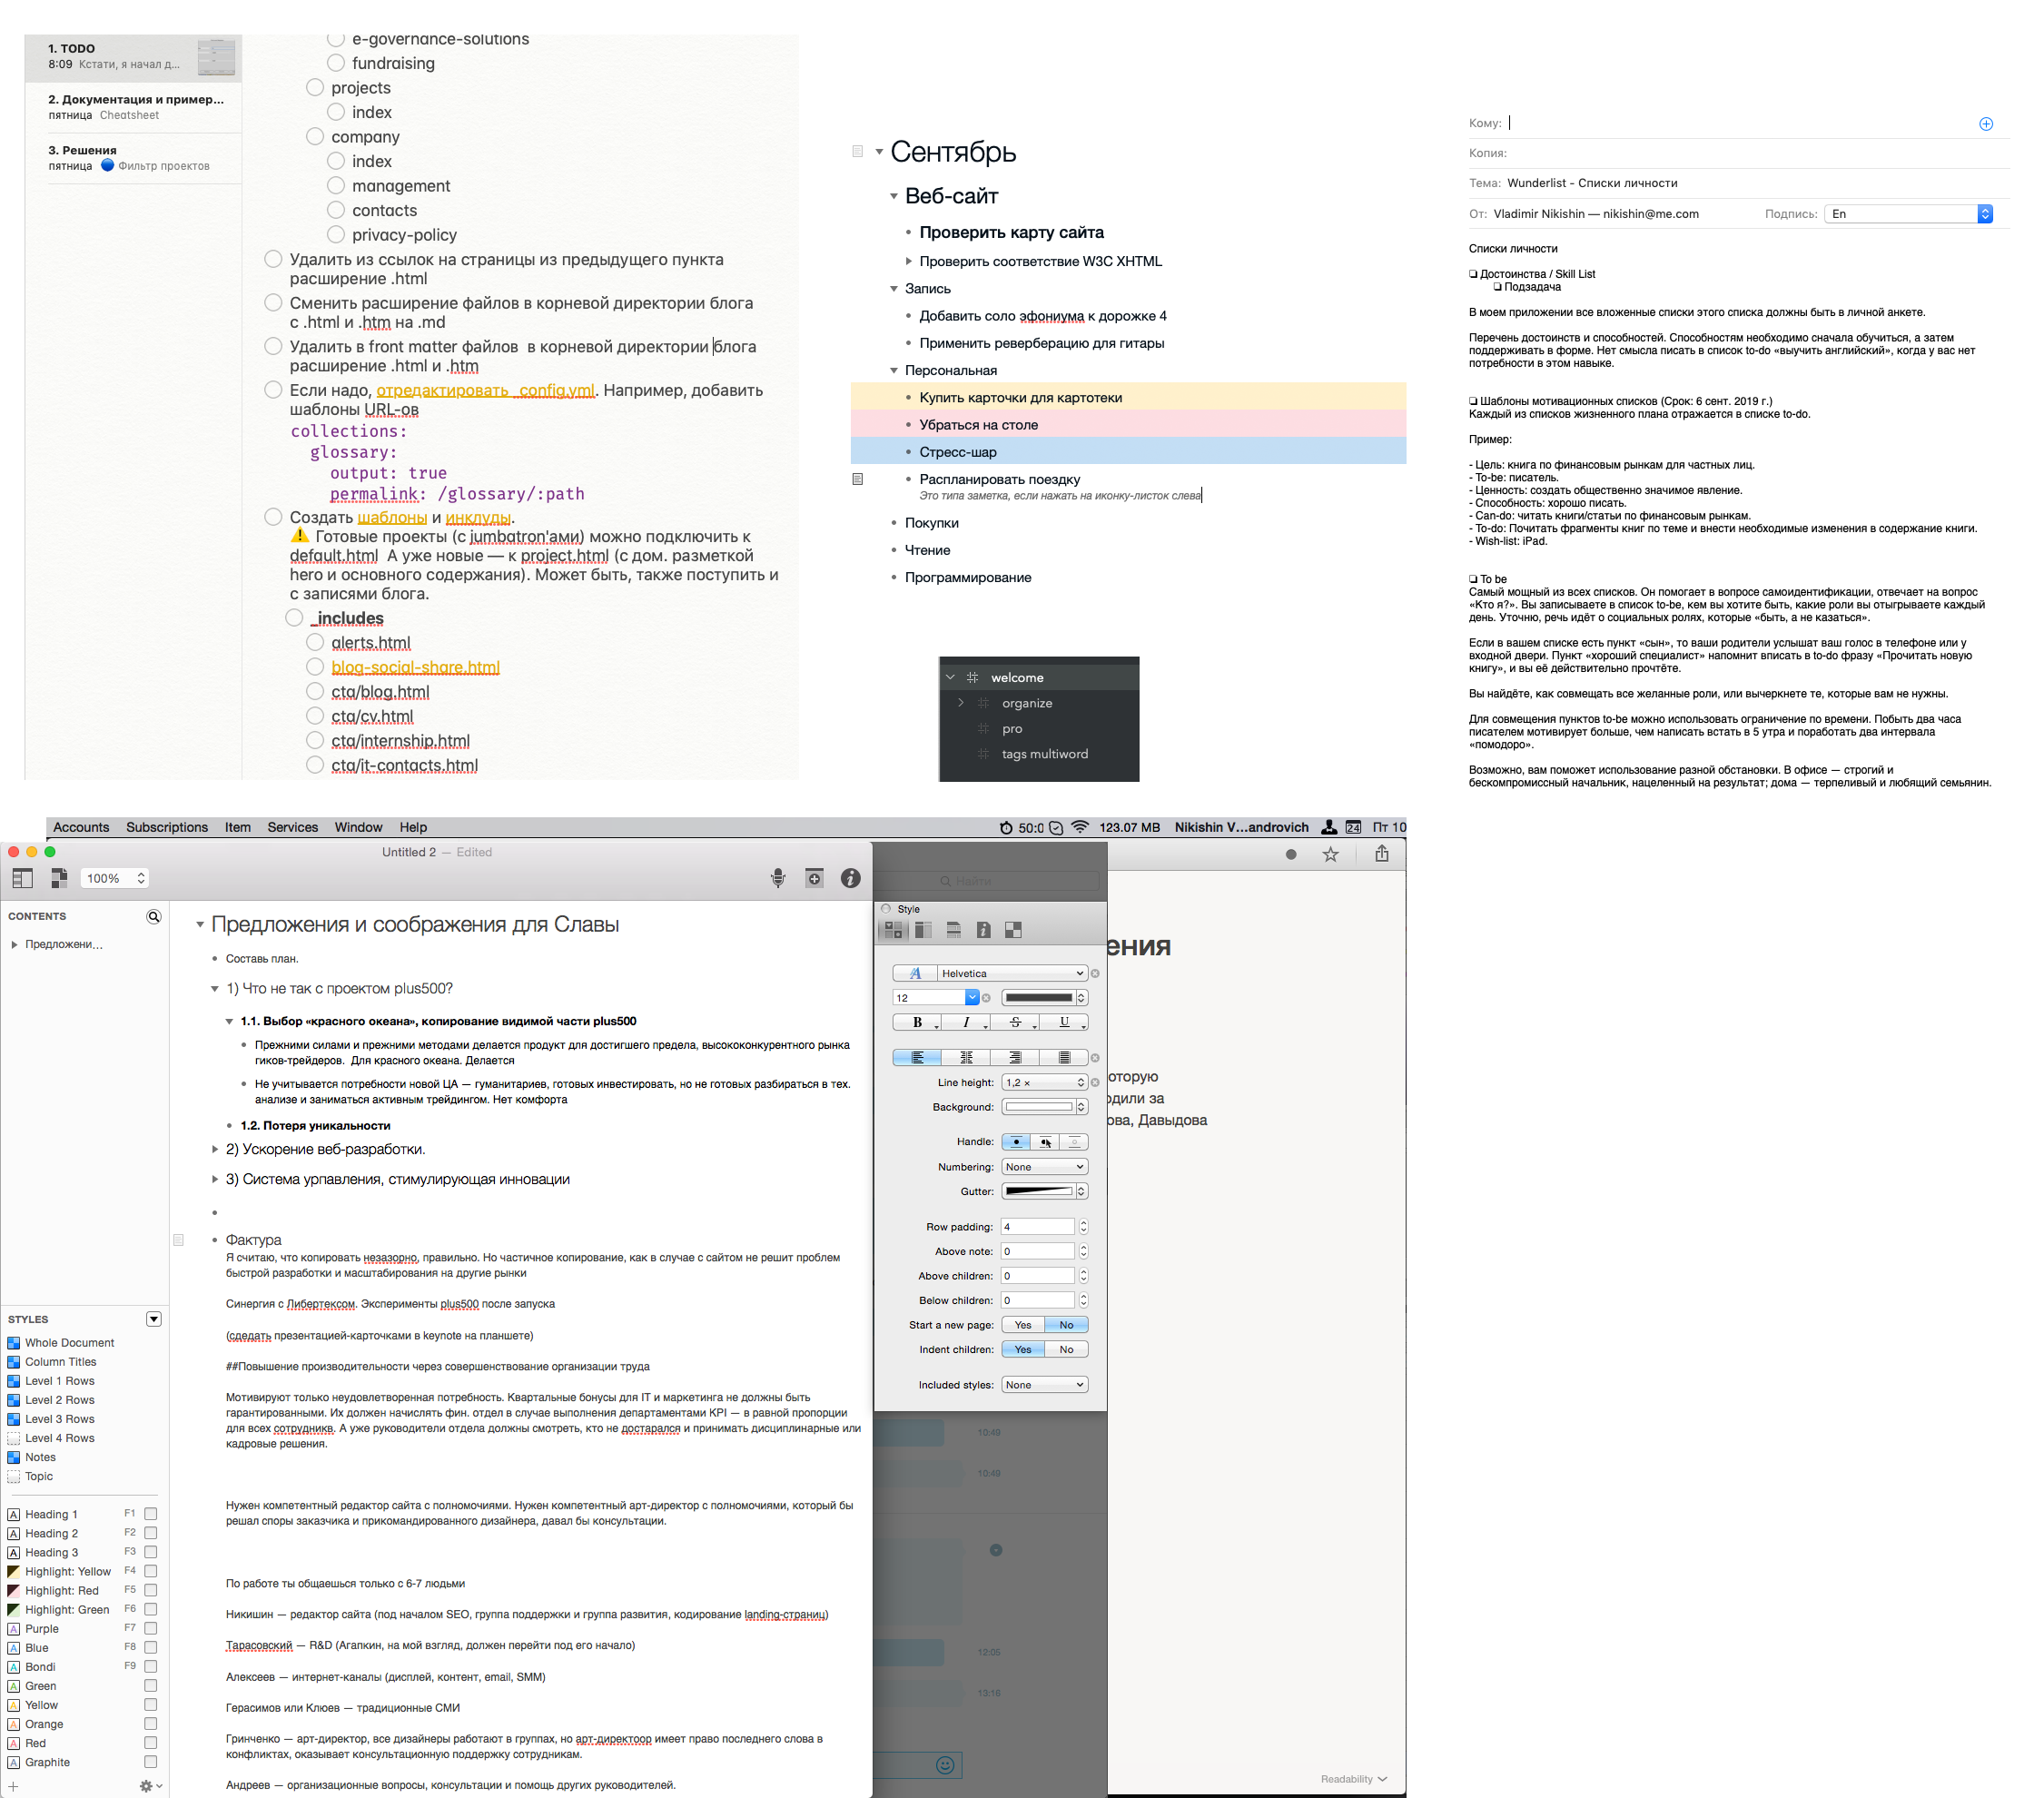 1. TODO
8:09 Кстати, я начал д...
2. Документация и пример...
пятница Cheatsheet
3. Решения
пятница Фильтр проектов
e-governance-solutions
fundraising
projects
index
company
index
management
contacts
privacy-policy
Удалить из ссылок на страницы из предыдущего пункта
расширение .html
Сменить расширение файлов в корневой директории блога
с .html и .htm на .md
Удалить в front matter файлов в корневой директории блога
расширение .html и .htm
Если надо, отредактировать _config.yml. Например, добавить
шаблоны URL-ов
collections:
glossary:
output: true
permalink: /glossary/:path
Создать шаблоны и инклуды.
⚠️ Готовые проекты (с jumbatron'ами) можно подключить к
default.html А уже новые — к project.html (с дом. разметкой
hero и основного содержания). Может быть, также поступить и
с записями блога.
_includes
alerts.html
blog-social-share.html
cta/blog.html
cta/cv.html
cta/internship.html
cta/it-contacts.html
Сентябрь
Веб-сайт
Проверить карту сайта
Проверить соответствие W3C XHTML
Запись
Добавить соло эфониума к дорожке 4
Применить реверберацию для гитары
Персональная
Купить карточки для картотеки
Убраться на столе
Стресс-шар
Распланировать поездку
Это типа заметка, если нажать на иконку-листок слева
Покупки
Чтение
Программирование
# welcome
# organize
# pro
# tags multiword
Кому:
Копия:
Тема: Wunderlist - Списки личности
От: Vladimir Nikishin — nikishin@me.com Подпись: En
Списки личности
❏ Достоинства / Skill List
❏ Подзадача
В моем приложении все вложенные списки этого списка должны быть в личной анкете.
Перечень достоинств и способностей. Способностям необходимо сначала обучиться, а затем
поддерживать в форме. Нет смысла писать в список to-do «выучить английский», когда у вас нет
потребности в этом навыке.
❏ Шаблоны мотивационных списков (Срок: 6 сент. 2019 г.)
Каждый из списков жизненного плана отражается в списке to-do.
Пример:
- Цель: книга по финансовым рынкам для частных лиц.
- To-be: писатель.
- Ценность: создать общественно значимое явление.
- Способность: хорошо писать.
- Can-do: читать книги/статьи по финансовым рынкам.
- To-do: Почитать фрагменты книг по теме и внести необходимые изменения в содержание книги.
- Wish-list: iPad.
❏ To be
Самый мощный из всех списков. Он помогает в вопросе самоидентификации, отвечает на вопрос
«Кто я?». Вы записываете в список to-be, кем вы хотите быть, какие роли вы отыгрываете каждый
день. Уточню, речь идёт о социальных ролях, которые «быть, а не казаться».
Если в вашем списке есть пункт «сын», то ваши родители услышат ваш голос в телефоне или у
входной двери. Пункт «хороший специалист» напомнит вписать в to-do фразу «Прочитать новую
книгу», и вы её действительно прочтёте.
Вы найдёте, как совмещать все желанные роли, или вычеркнете те, которые вам не нужны.
Для совмещения пунктов to-be можно использовать ограничение по времени. Побыть два часа
писателем мотивирует больше, чем написать встать в 5 утра и поработать два интервала
«помодоро».
Возможно, вам поможет использование разной обстановки. В офисе — строгий и
бескомпромиссный начальник, нацеленный на результат; дома — терпеливый и любящий семьянин.
Accounts Subscriptions Item Services Window Help 50:0 123.07 MB Nikishin V...androvich 24 Пт 10
Untitled 2 — Edited
100%
CONTENTS
Предложени...
STYLES
Whole Document
Column Titles
Level 1 Rows
Level 2 Rows
Level 3 Rows
Level 4 Rows
Notes
Topic
Heading 1 F1
Heading 2 F2
Heading 3 F3
Highlight: Yellow F4
Highlight: Red F5
Highlight: Green F6
Purple F7
Blue F8
Bondi F9
Green
Yellow
Orange
Red
Graphite
Предложения и соображения для Славы
Составь план.
1) Что не так с проектом plus500?
1.1. Выбор «красного океана», копирование видимой части plus500
Прежними силами и прежними методами делается продукт для достигшего предела, высококонкурентного рынка
гиков-трейдеров. Для красного океана. Делается
Не учитывается потребности новой ЦА — гуманитариев, готовых инвестировать, но не готовых разбираться в тех.
анализе и заниматься активным трейдингом. Нет комфорта
1.2. Потеря уникальности
2) Ускорение веб-разработки.
3) Система урпавления, стимулирующая инновации
Фактура
Я считаю, что копировать незазорно, правильно. Но частичное копирование, как в случае с сайтом не решит проблем
быстрой разработки и масштабирования на другие рынки
Синергия с Либертексом. Эксперименты plus500 после запуска
(сдедать презентацией-карточками в keynote на планшете)
##Повышение производительности через совершенствование организации труда
Мотивируют только неудовлетворенная потребность. Квартальные бонусы для IT и маркетинга не должны быть
гарантированными. Их должен начислять фин. отдел в случае выполнения департаментами KPI — в равной пропорции
для всех сотрудникв. А уже руководители отдела должны смотреть, кто не достарался и принимать дисциплинарные или
кадровые решения.
Нужен компетентный редактор сайта с полномочиями. Нужен компетентный арт-директор с полномочиями, который бы
решал споры заказчика и прикомандированного дизайнера, давал бы консультации.
По работе ты общаешься только с 6-7 людьми
Никишин — редактор сайта (под началом SEO, группа поддержки и группа развития, кодирование landing-страниц)
Тарасовский — R&D (Агапкин, на мой взгляд, должен перейти под его начало)
Алексеев — интернет-каналы (дисплей, контент, email, SMM)
Герасимов или Клюев — традиционные СМИ
Гринченко — арт-директор, все дизайнеры работают в группах, но арт-директоор имеет право последнего слова в
конфликтах, оказывает консультационную поддержку сотрудникам.
Андреев — организационные вопросы, консультации и помощь других руководителей.
Найти
Style
A Helvetica
12
B I S U
Line height: 1,2 ×
Background:
Handle:
Numbering: None
Gutter:
Row padding: 4
Above note: 0
Above children: 0
Below children: 0
Start a new page: Yes No
Indent children: Yes No
Included styles: None
10:49
10:49
12:05
13:16
ения
оторую
одили за
ова, Давыдова
Readability